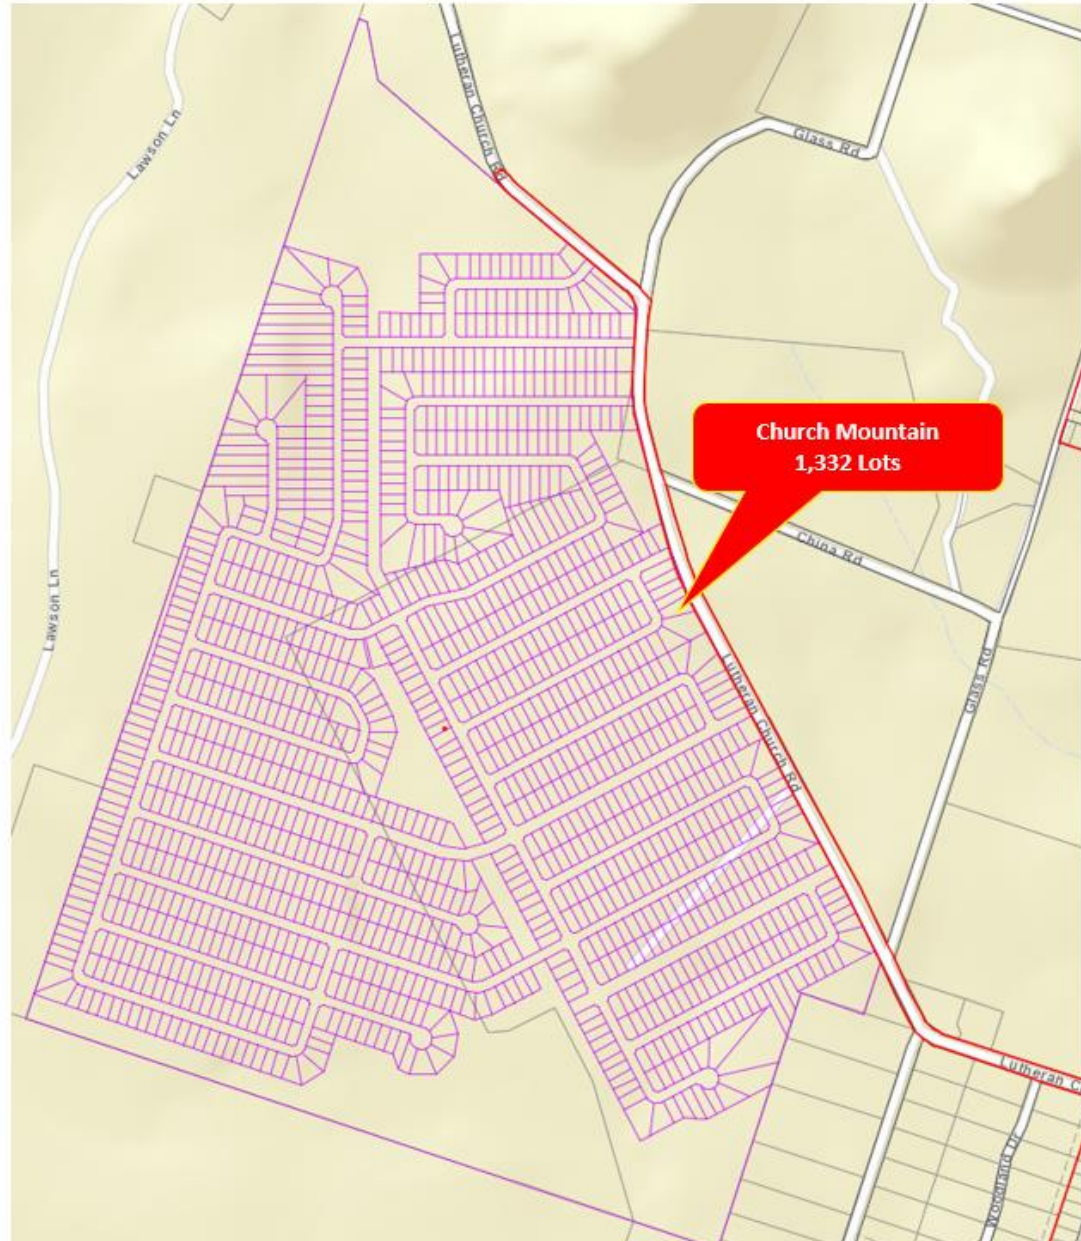 Lutheran Church Rd
Glass Rd
Lawson Ln
Church Mountain
1,332 Lots
China Rd
Lawson Ln
Glass Rd
Lutheran Church Rd
Lutheran C
Woodland Dr